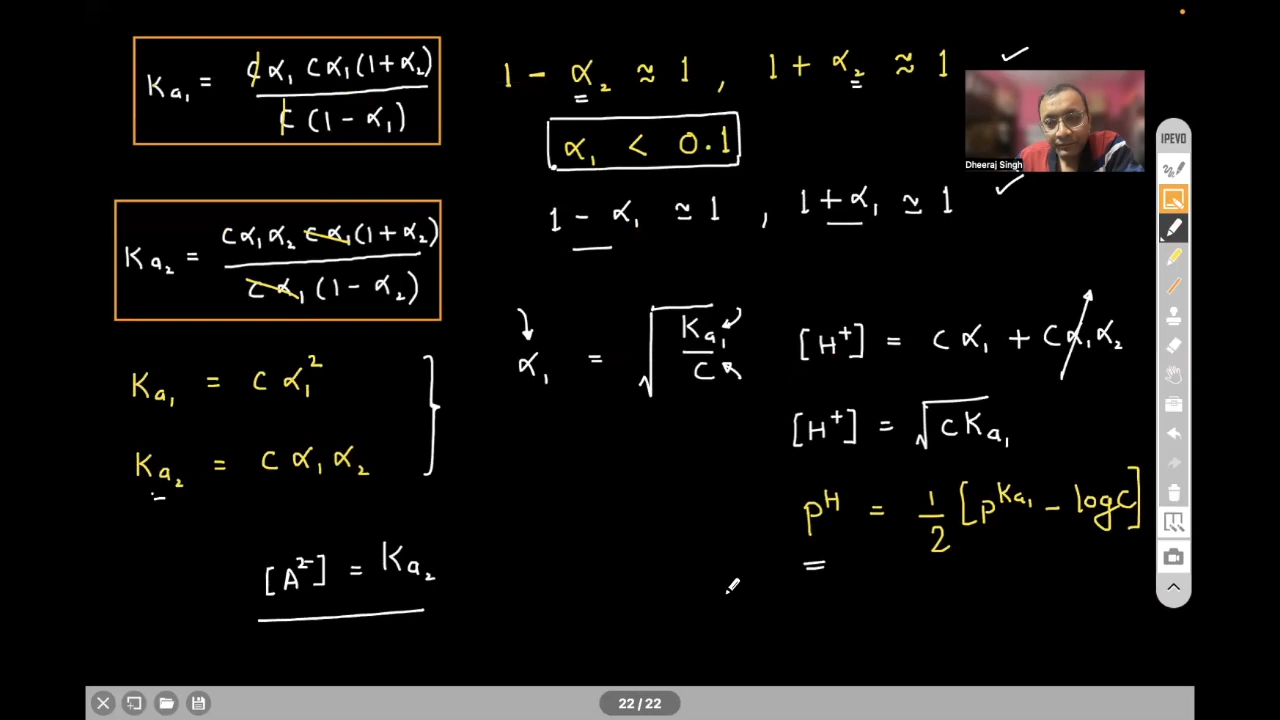 Ka₁ = cα₁ cα₁(1+α₂) / c (1 − α₁)
1 − α₂ ≈ 1 , 1 + α₂ ≈ 1 ✓
α₁ < 0.1
Dheeraj Singh
IPEVO
1 − α₁ ≃ 1 , 1 + α₁ ≃ 1 ✓
Ka₂ = cα₁α₂ cα₁(1+α₂) / cα₁ (1 − α₂)
α₁ = √(Ka₁ / c)
[H⁺] = cα₁ + cα₁α₂
Ka₁ = cα₁²
[H⁺] = √(cKa₁)
Ka₂ = cα₁α₂
pH = 1/2 [pKa₁ − logC]
[A²⁻] = Ka₂
22 / 22